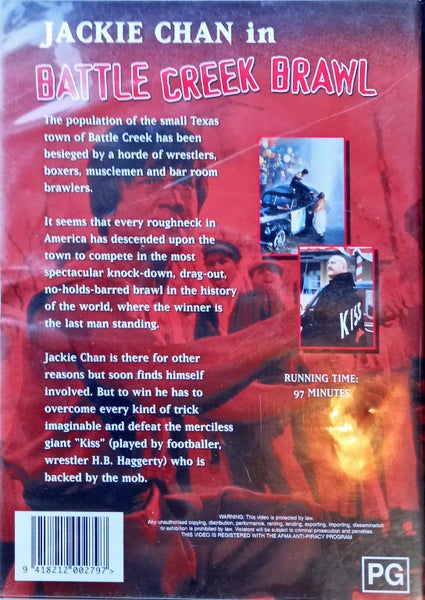 JACKIE CHAN in
BATTLE CREEK BRAWL
The population of the small Texas
town of Battle Creek has been
besieged by a horde of wrestlers,
boxers, musclemen and bar room
brawlers.
It seems that every roughneck in
America has descended upon the
town to compete in the most
spectacular knock-down, drag-out,
no-holds-barred brawl in the history
of the world, where the winner is
the last man standing.
Jackie Chan is there for other
reasons but soon finds himself
involved. But to win he has to
overcome every kind of trick
imaginable and defeat the merciless
giant "Kiss" (played by footballer,
wrestler H.B. Haggerty) who is
backed by the mob.
KISS
RUNNING TIME:
97 MINUTES
WARNING: This video is protected by law.
Any unauthorised copying, distribution, performance, renting, lending, exporting, importing, dissemination
or exhibition is prohibited by law. Violators will be subject to criminal prosecution and penalties.
THIS VIDEO IS REGISTERED WITH THE AFMA ANTI-PIRACY PROGRAM
9 418212 002797 >
PG